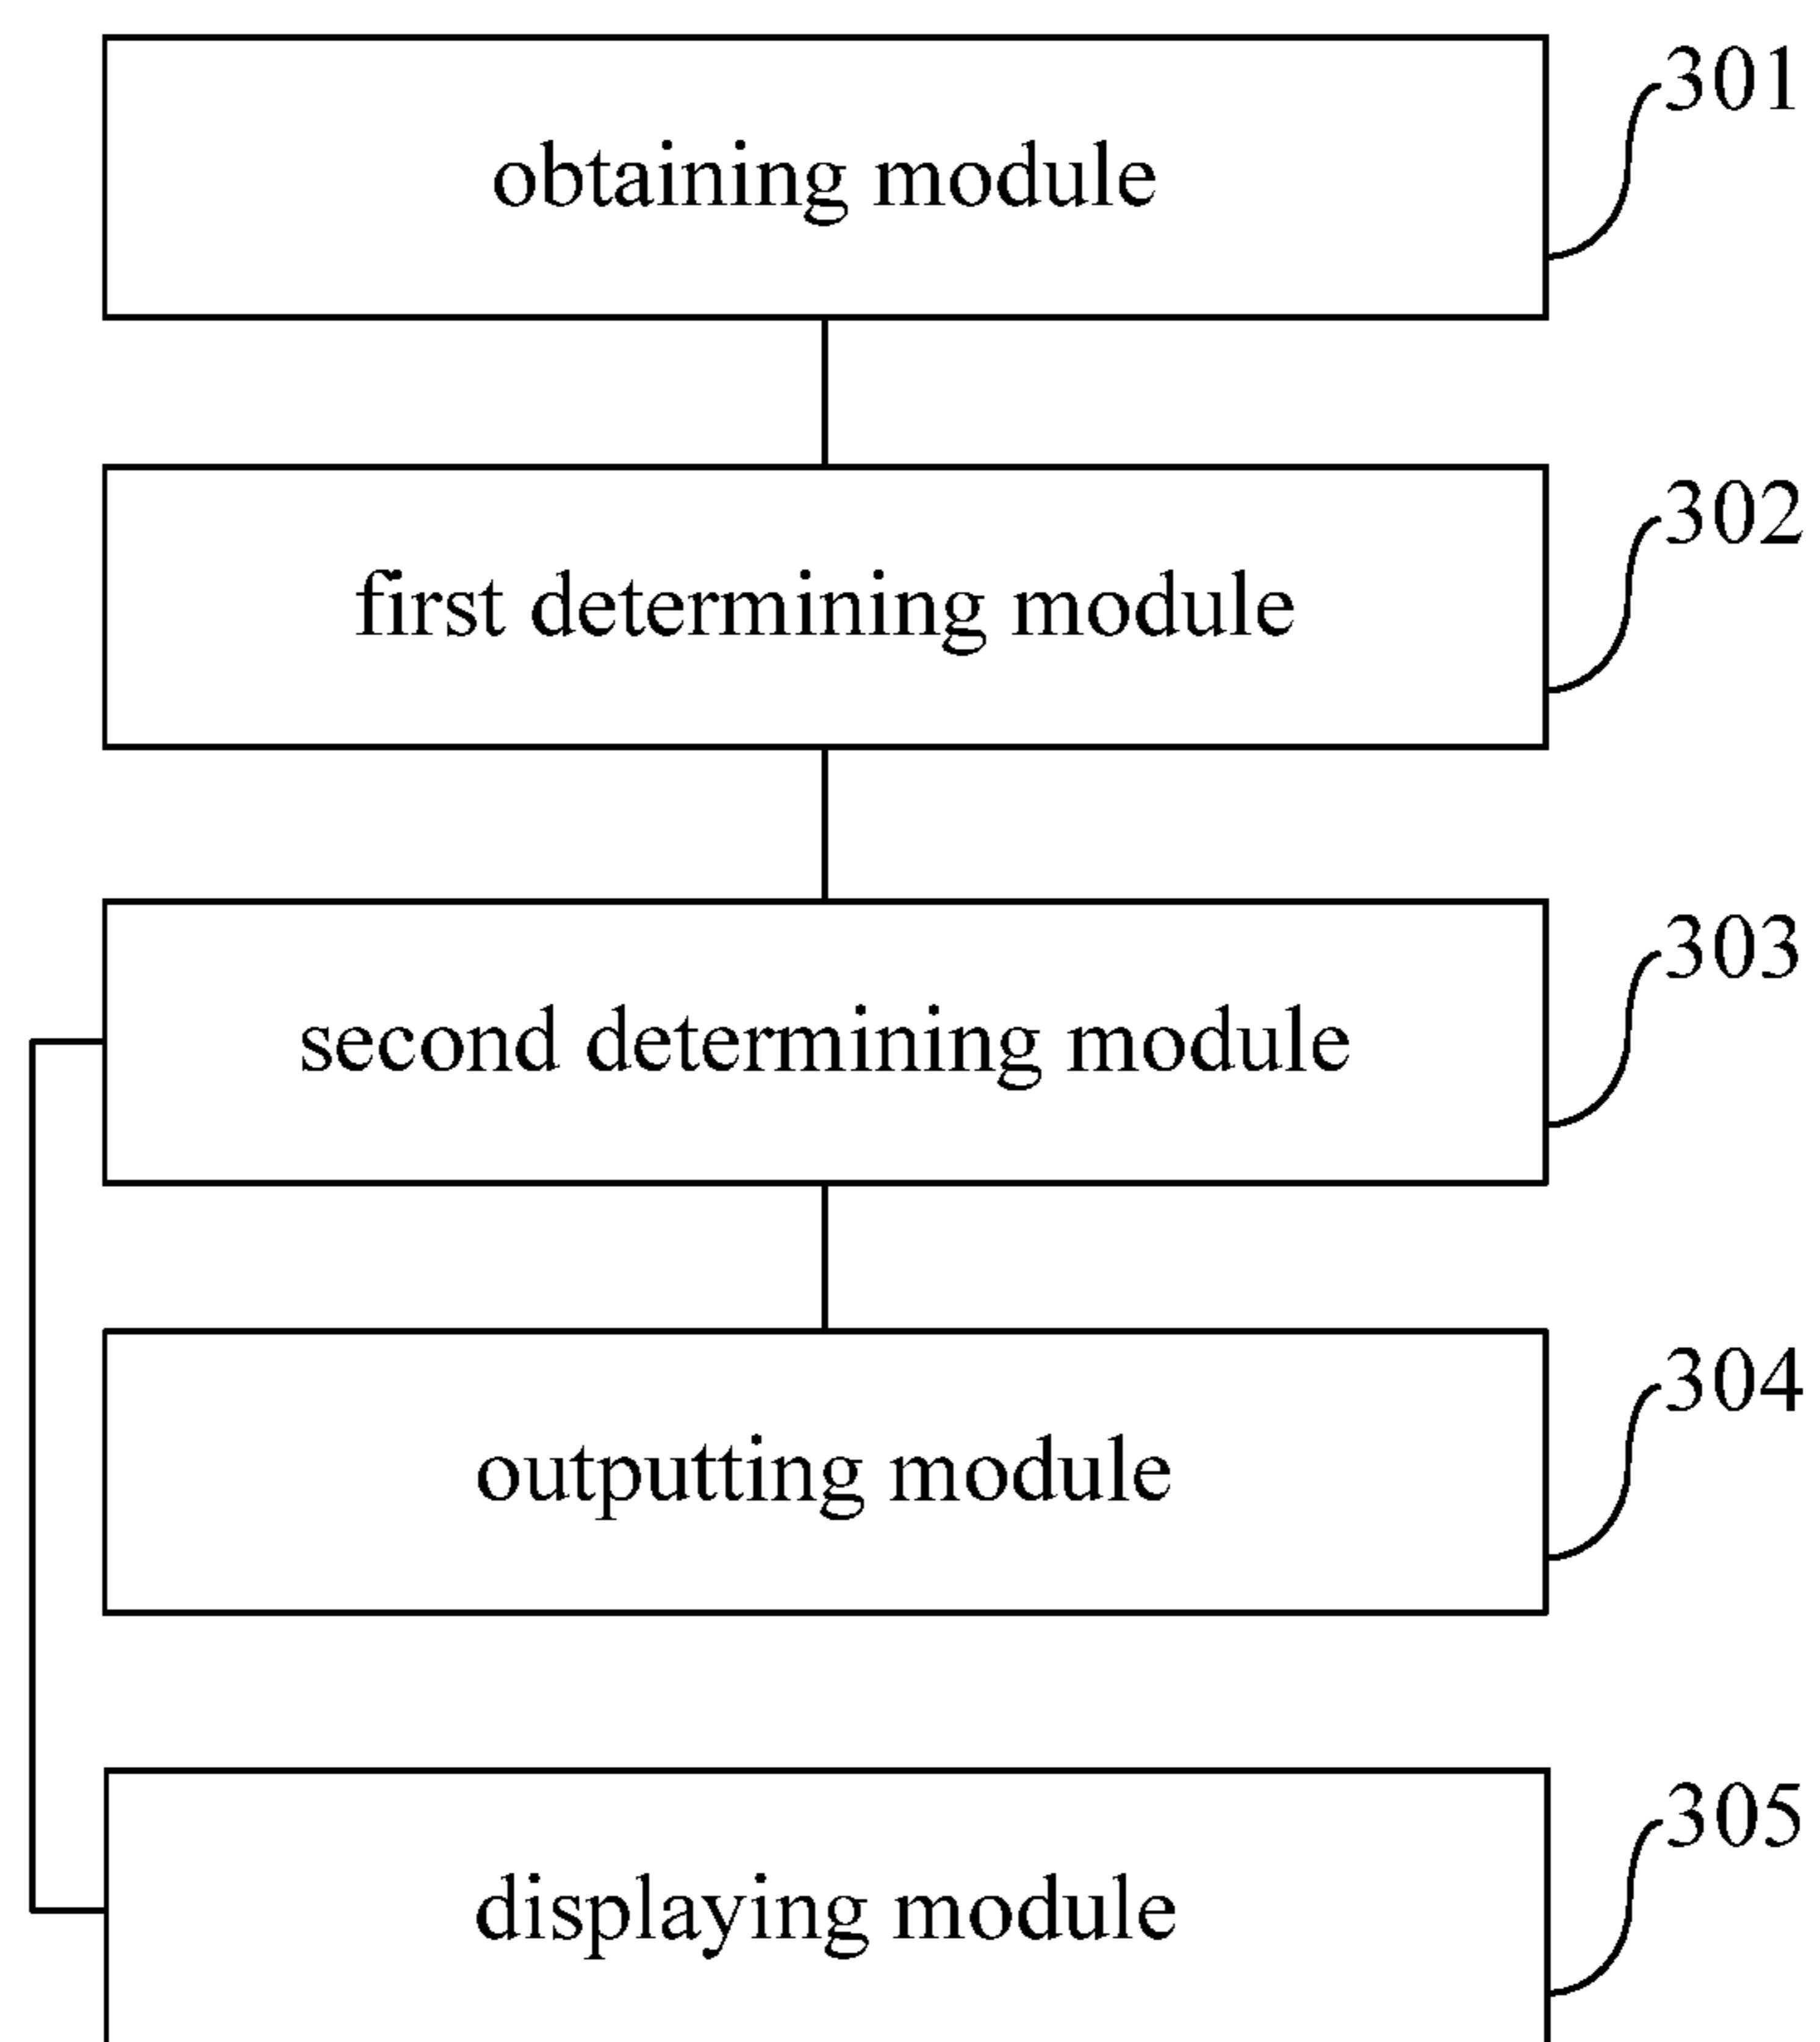 301
obtaining module
302
first determining module
303
second determining module
304
outputting module
305
displaying module